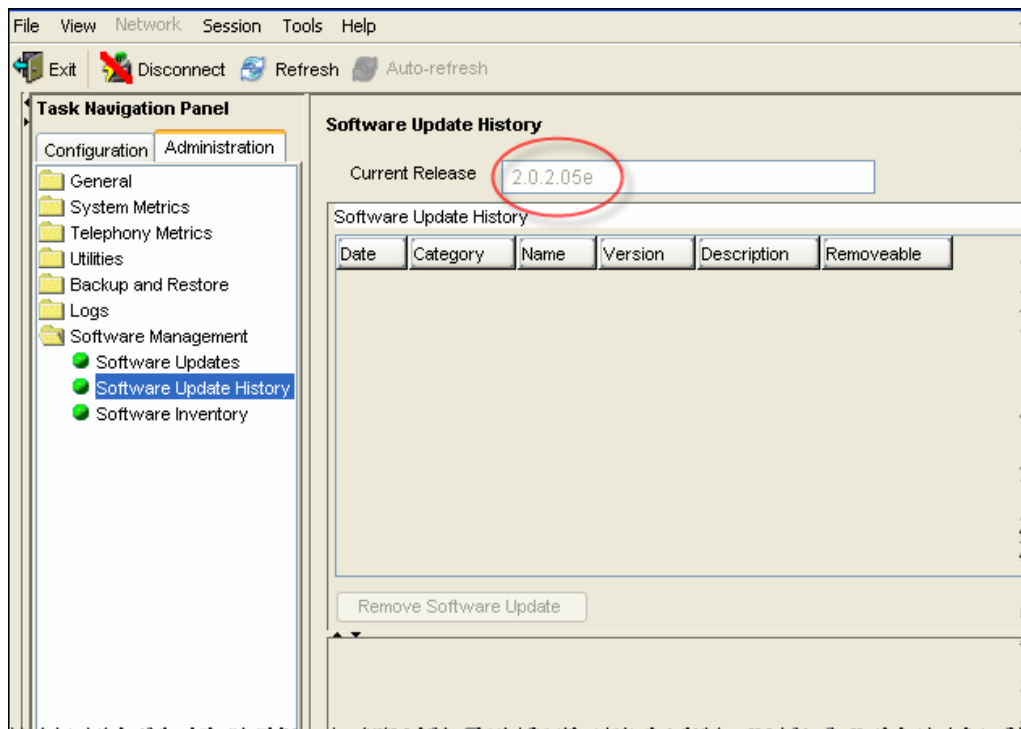 File View Network Session Tools Help
Exit Disconnect Refresh Auto-refresh
Task Navigation Panel
Configuration Administration
General
System Metrics
Telephony Metrics
Utilities
Backup and Restore
Logs
Software Management
Software Updates
Software Update History
Software Inventory
Software Update History
Current Release 2.0.2.05e
Software Update History
Date Category Name Version Description Removeable
Remove Software Update